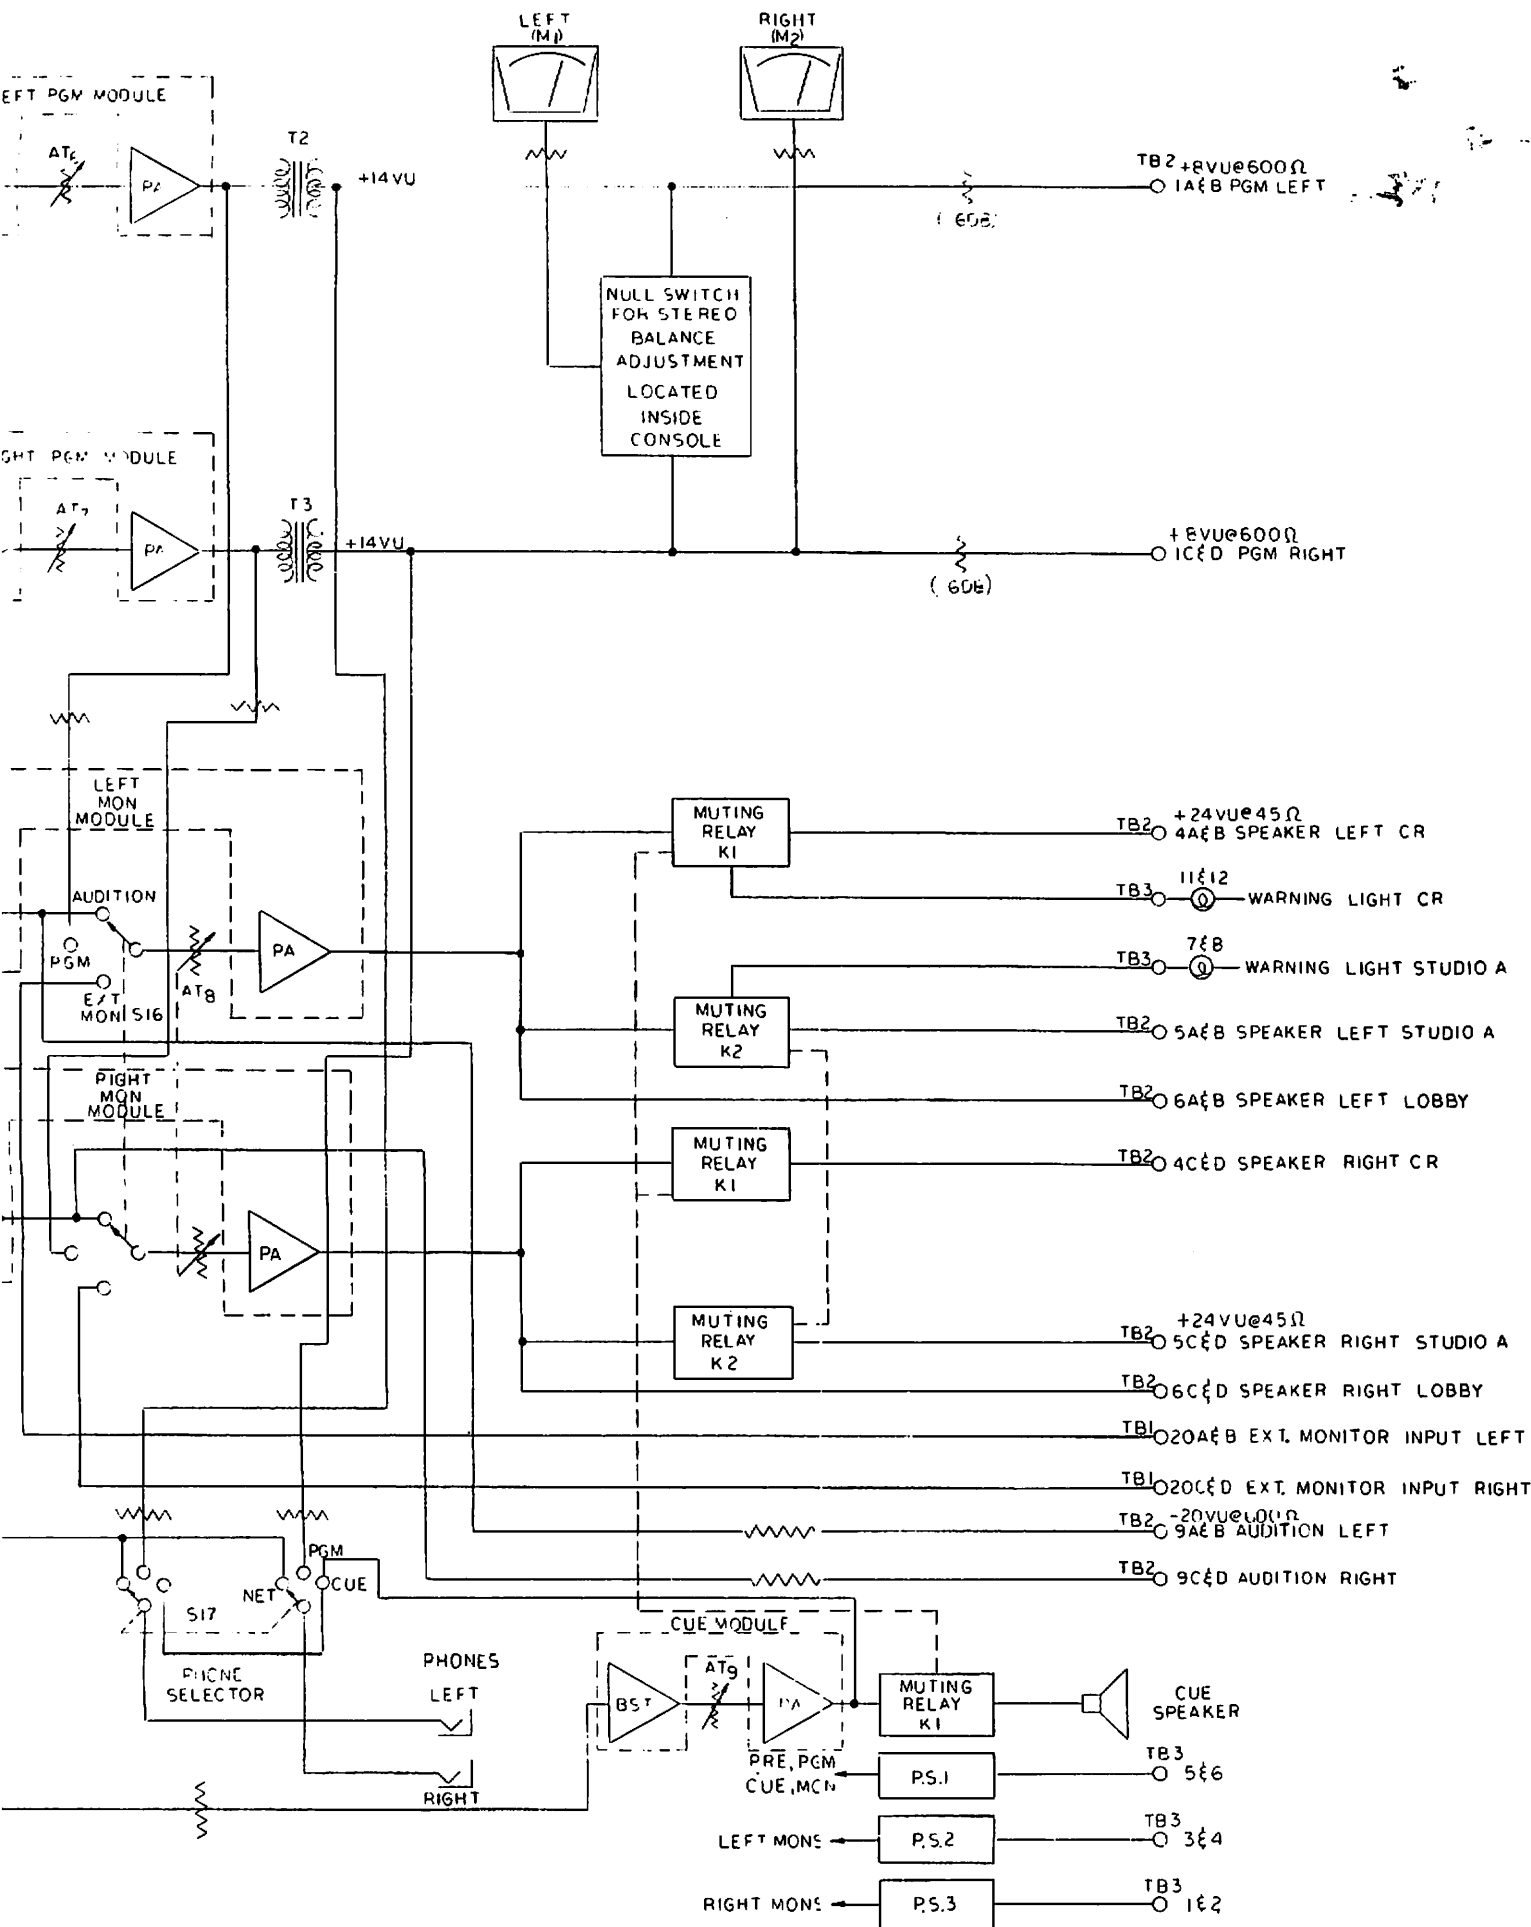 LEFT
(M1)
RIGHT
(M2)
EFT PGM MODULE
PA
T2
+14VU
TB2 +8VU@600Ω
1A&B PGM LEFT
NULL SWITCH
FOR STEREO
BALANCE
ADJUSTMENT
LOCATED
INSIDE
CONSOLE
GHT PGM MODULE
AT7
PA
T3
+14VU
+8VU@600Ω
1C&D PGM RIGHT
LEFT
MON
MODULE
AUDITION
PGM
EXT
MON S16
AT8
PA
MUTING
RELAY
K1
+24VU@45Ω
TB2 4A&B SPEAKER LEFT CR
11&12
TB3 WARNING LIGHT CR
7&8
TB3 WARNING LIGHT STUDIO A
MUTING
RELAY
K2
TB2 5A&B SPEAKER LEFT STUDIO A
TB2 6A&B SPEAKER LEFT LOBBY
RIGHT
MON
MODULE
PA
MUTING
RELAY
K1
TB2 4C&D SPEAKER RIGHT CR
MUTING
RELAY
K2
+24VU@45Ω
TB2 5C&D SPEAKER RIGHT STUDIO A
TB2 6C&D SPEAKER RIGHT LOBBY
TB1 20A&B EXT. MONITOR INPUT LEFT
TB1 20C&D EXT. MONITOR INPUT RIGHT
-20VU@600Ω
TB2 9A&B AUDITION LEFT
TB2 9C&D AUDITION RIGHT
PGM
NET
CUE
S17
PHONE
SELECTOR
PHONES
LEFT
RIGHT
CUE MODULE
BST
AT9
PA
MUTING
RELAY
K1
CUE
SPEAKER
PRE, PGM
CUE, MON
P.S.1
TB3
5&6
LEFT MONS
P.S.2
TB3
3&4
RIGHT MONS
P.S.3
TB3
1&2